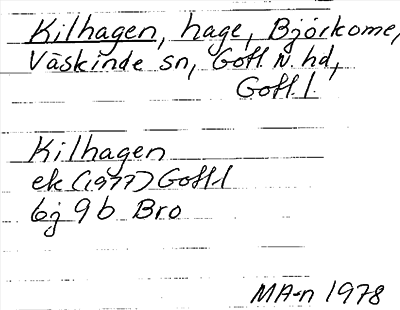 Kilhagen, hage, Björkome,
Väskinde sn, Gotl. N. hd,
Gotl. l.
Kilhagen
ek (1977) Gotl. l
6j 9b Bro
MA-n 1978